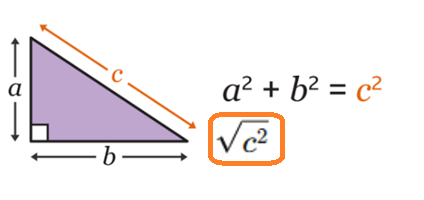 a
c
b
a² + b² = c²
√c²